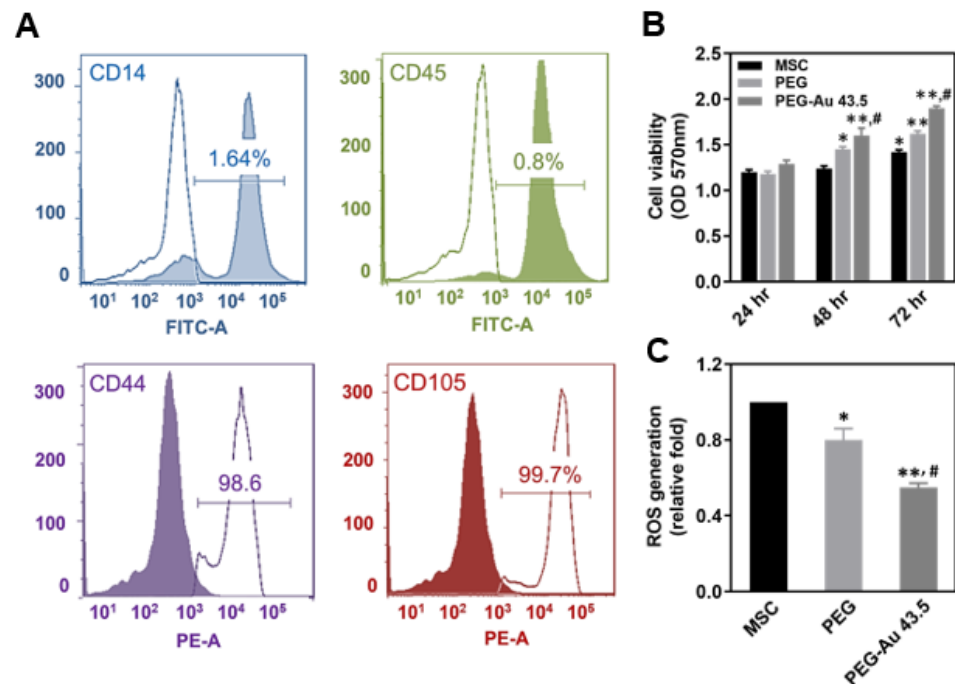 A
CD14
300
200
100
0
1.64%
10¹ 10² 10³ 10⁴ 10⁵
FITC-A
CD45
300
200
100
0
0.8%
10¹ 10² 10³ 10⁴ 10⁵
FITC-A
CD44
300
200
100
0
98.6
10¹ 10² 10³ 10⁴ 10⁵
PE-A
CD105
300
200
100
0
99.7%
10¹ 10² 10³ 10⁴ 10⁵
PE-A
B
Cell viability
(OD 570nm)
2.5
2.0
1.5
1.0
0.5
0.0
MSC
PEG
PEG-Au 43.5
*
**,#
*
**
**,#
24 hr
48 hr
72 hr
C
ROS generation
(relative fold)
1.2
0.8
0.4
0.0
*
**, #
MSC
PEG
PEG-Au 43.5